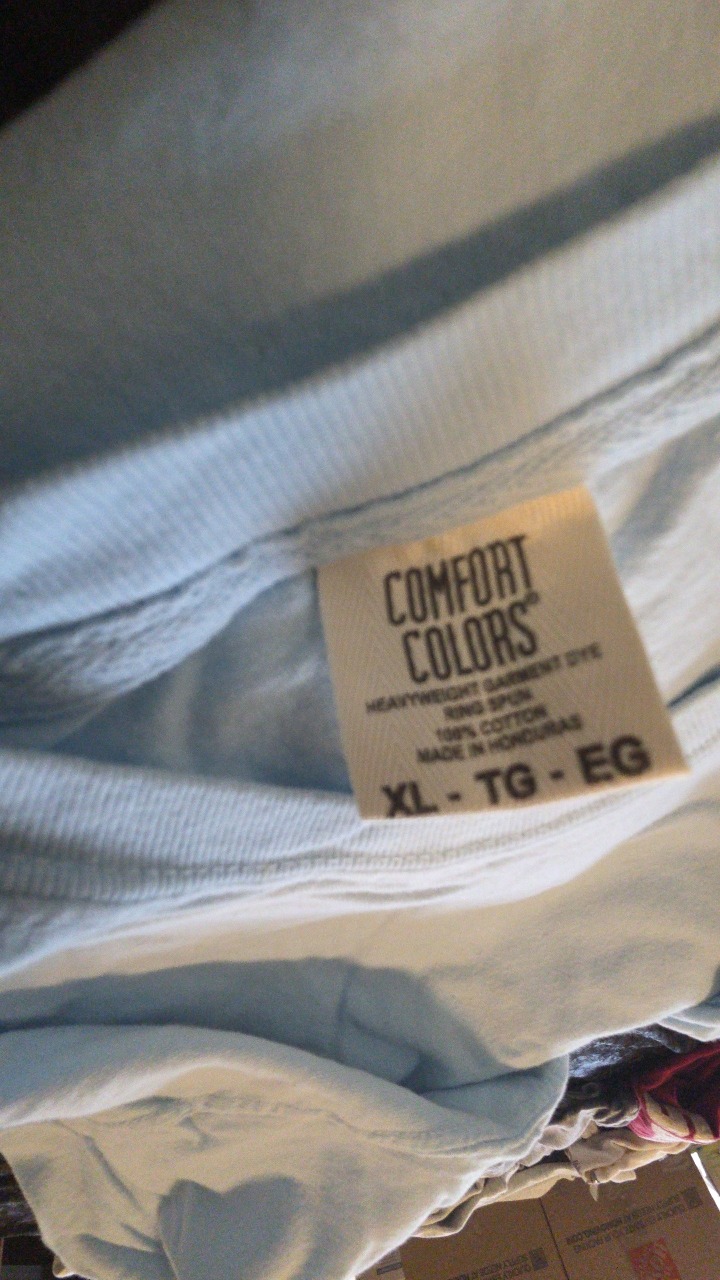 COMFORT
COLORS®
HEAVYWEIGHT GARMENT DYE
RING SPUN
100% COTTON
MADE IN HONDURAS
XL - TG - EG